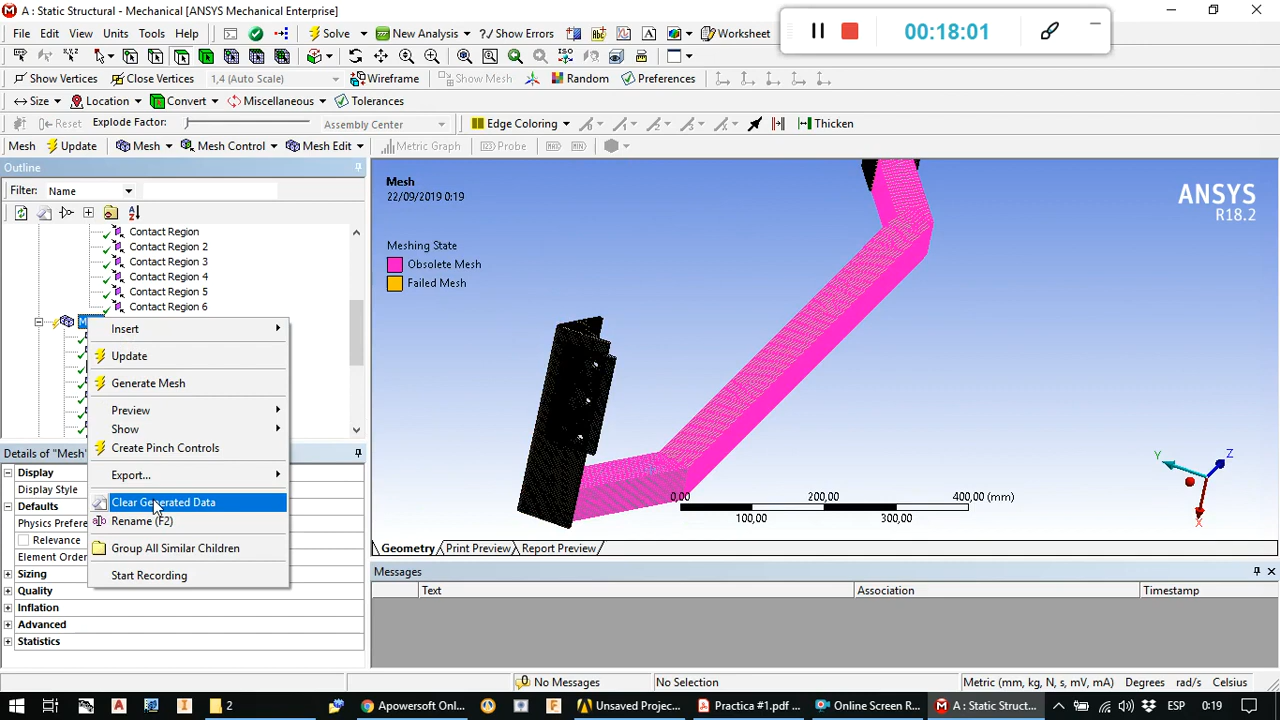 A : Static Structural - Mechanical [ANSYS Mechanical Enterprise]
File Edit View Units Tools Help Solve New Analysis ?/ Show Errors Worksheet
00:18:01
Show Vertices Close Vertices 1,4 (Auto Scale) Wireframe Show Mesh Random Preferences
Size Location Convert Miscellaneous Tolerances
Reset Explode Factor: Assembly Center Edge Coloring Thicken
Mesh Update Mesh Mesh Control Mesh Edit Metric Graph Probe
Outline
Filter: Name
Contact Region
Contact Region 2
Contact Region 3
Contact Region 4
Contact Region 5
Contact Region 6
Insert
Update
Generate Mesh
Preview
Show
Create Pinch Controls
Export...
Clear Generated Data
Rename (F2)
Group All Similar Children
Start Recording
Details of "Mesh"
Display
Display Style
Defaults
Physics Prefere
Relevance
Element Order
Sizing
Quality
Inflation
Advanced
Statistics
Mesh
22/09/2019 0:19
Meshing State
Obsolete Mesh
Failed Mesh
ANSYS
R18.2
Y
Z
X
0,00 200,00 400,00 (mm)
100,00 300,00
Geometry Print Preview Report Preview
Messages
Text Association Timestamp
No Messages No Selection Metric (mm, kg, N, s, mV, mA) Degrees rad/s Celsius
2 Apowersoft Onl... Unsaved Projec... Practica #1.pdf ... Online Screen R... A : Static Struct... ESP 0:19